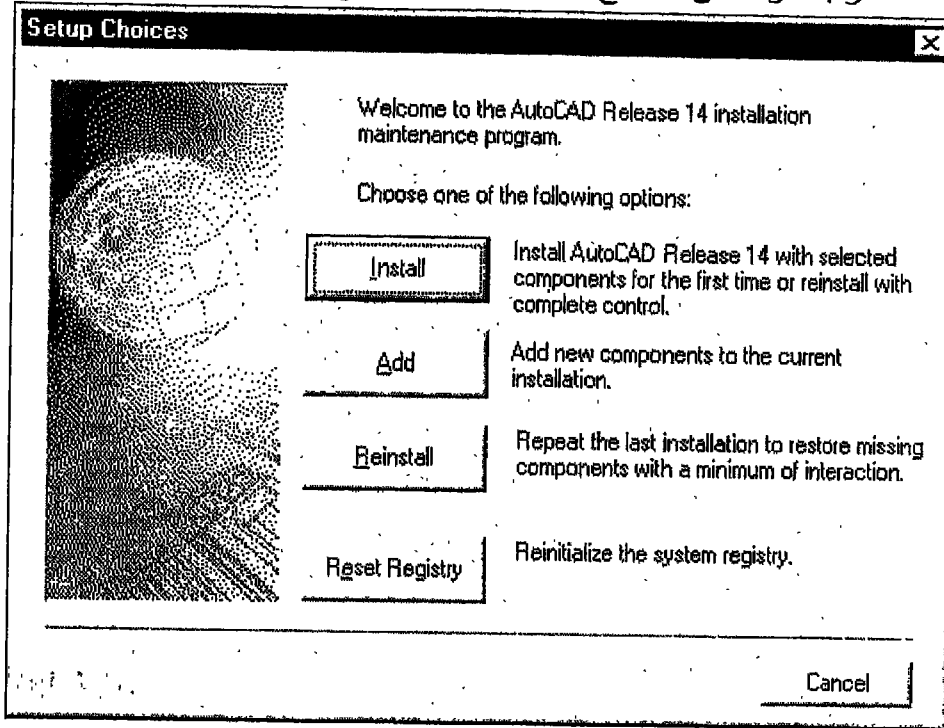 Setup Choices
Welcome to the AutoCAD Release 14 installation
maintenance program.
Choose one of the following options:
Install
Install AutoCAD Release 14 with selected
components for the first time or reinstall with
complete control.
Add
Add new components to the current
installation.
Reinstall
Repeat the last installation to restore missing
components with a minimum of interaction.
Reset Registry
Reinitialize the system registry.
Cancel